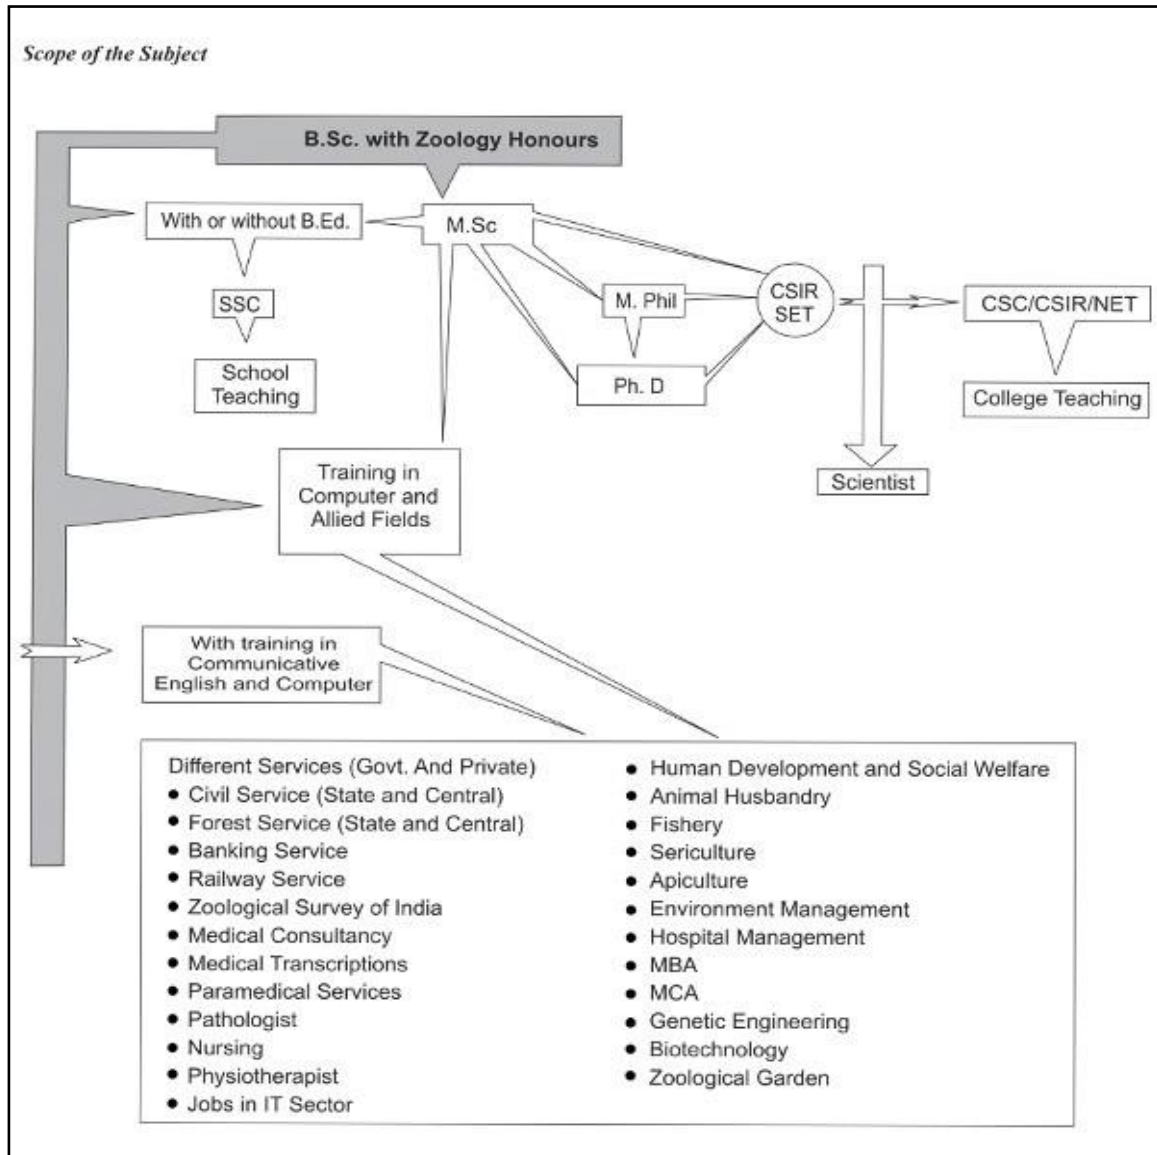 Scope of the Subject
B.Sc. with Zoology Honours
With or without B.Ed.
M.Sc
SSC
School
Teaching
M. Phil
Ph. D
CSIR
SET
CSC/CSIR/NET
College Teaching
Scientist
Training in
Computer and
Allied Fields
With training in
Communicative
English and Computer
Different Services (Govt. And Private)
• Civil Service (State and Central)
• Forest Service (State and Central)
• Banking Service
• Railway Service
• Zoological Survey of India
• Medical Consultancy
• Medical Transcriptions
• Paramedical Services
• Pathologist
• Nursing
• Physiotherapist
• Jobs in IT Sector
• Human Development and Social Welfare
• Animal Husbandry
• Fishery
• Sericulture
• Apiculture
• Environment Management
• Hospital Management
• MBA
• MCA
• Genetic Engineering
• Biotechnology
• Zoological Garden